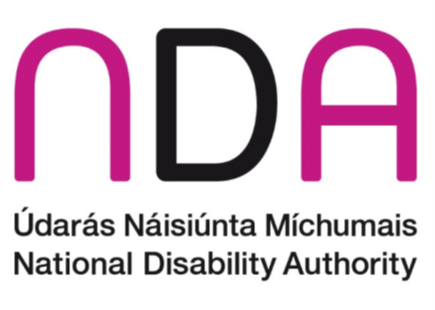 NDA
Údarás Náisiúnta Míchumais
National Disability Authority